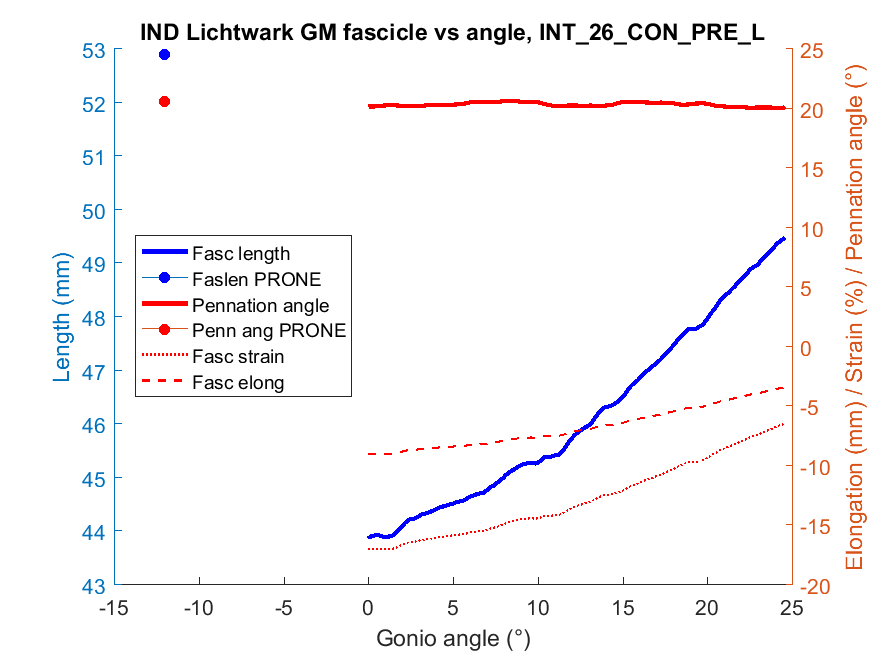 IND Lichtwark GM fascicle vs angle, INT_26_CON_PRE_L
53
52
51
50
49
48
47
46
45
44
43
Length (mm)
Fasc length
Faslen PRONE
Pennation angle
Penn ang PRONE
Fasc strain
Fasc elong
25
20
15
10
5
0
-5
-10
-15
-20
Elongation (mm) / Strain (%) / Pennation angle (°)
-15 -10 -5 0 5 10 15 20 25
Gonio angle (°)